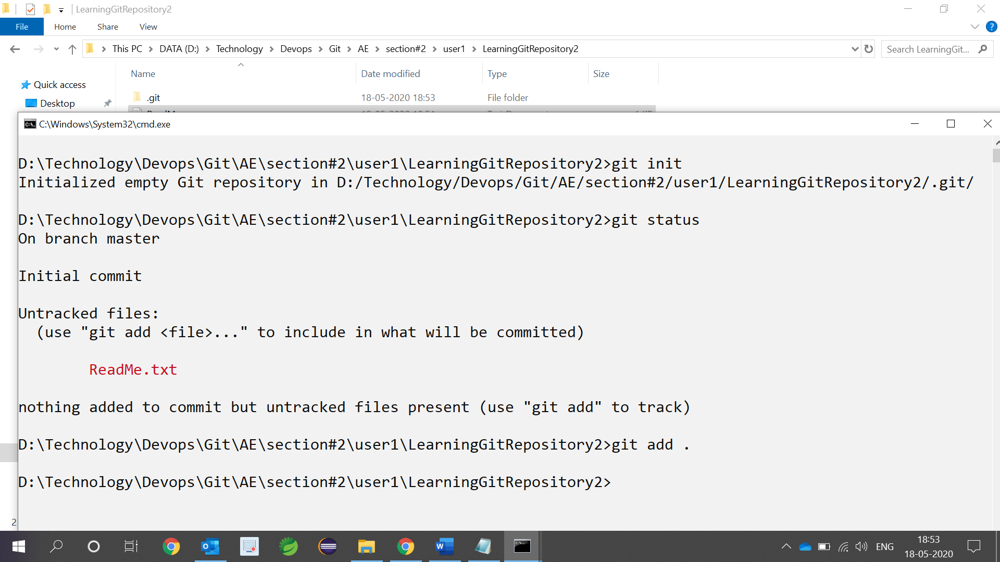 LearningGitRepository2
File Home Share View
This PC DATA (D:) Technology Devops Git AE section#2 user1 LearningGitRepository2 Search LearningGit...
Name Date modified Type Size
Quick access
.git 18-05-2020 18:53 File folder
Desktop
C:\Windows\System32\cmd.exe
D:\Technology\Devops\Git\AE\section#2\user1\LearningGitRepository2>git init
Initialized empty Git repository in D:/Technology/Devops/Git/AE/section#2/user1/LearningGitRepository2/.git/
D:\Technology\Devops\Git\AE\section#2\user1\LearningGitRepository2>git status
On branch master
Initial commit
Untracked files:
(use "git add <file>..." to include in what will be committed)
ReadMe.txt
nothing added to commit but untracked files present (use "git add" to track)
D:\Technology\Devops\Git\AE\section#2\user1\LearningGitRepository2>git add .
D:\Technology\Devops\Git\AE\section#2\user1\LearningGitRepository2>
2
ENG
18:53
18-05-2020